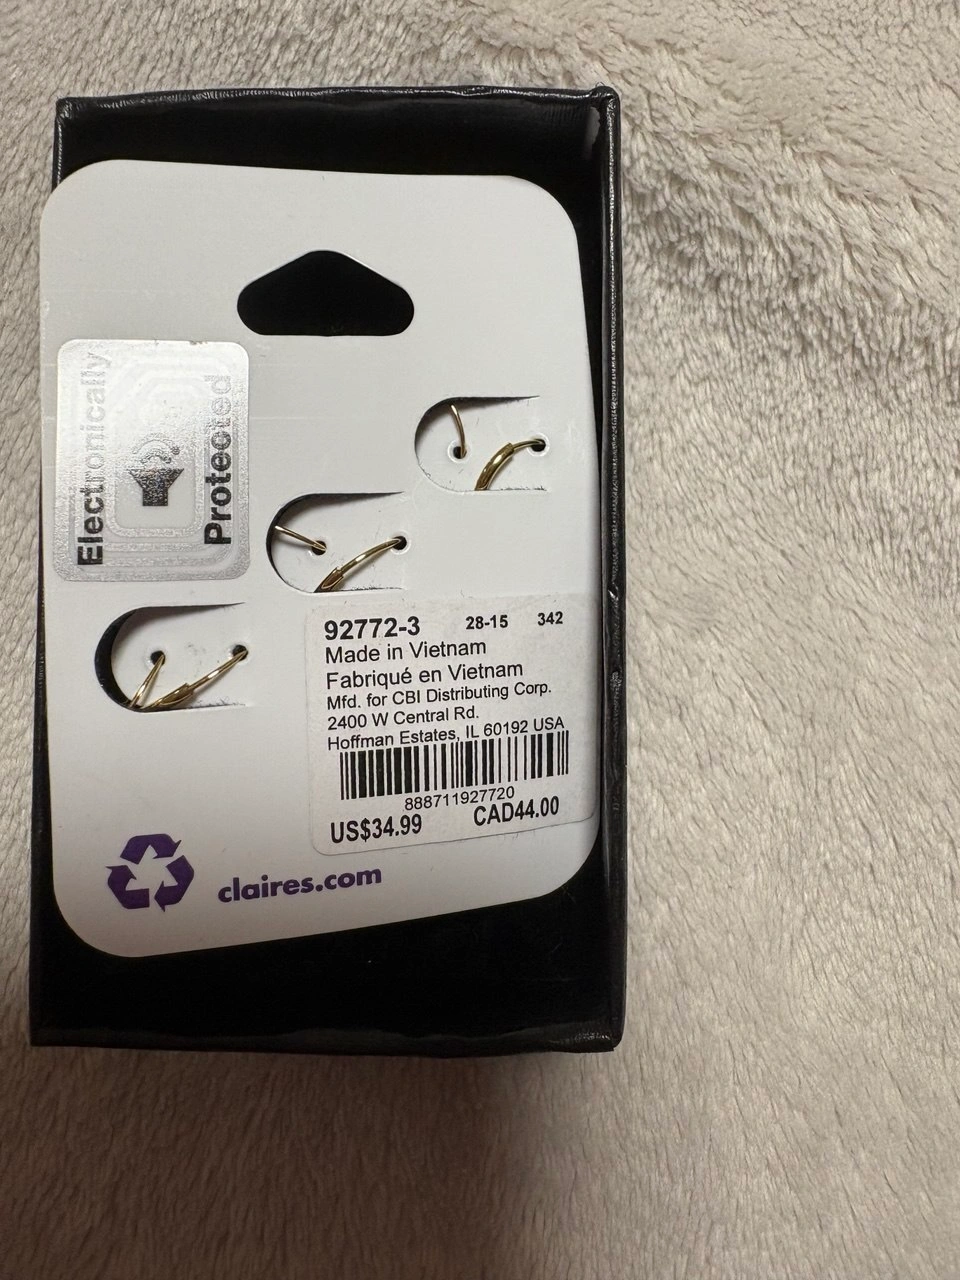 Electronically
Protected
92772-3 28-15 342
Made in Vietnam
Fabriqué en Vietnam
Mfd. for CBI Distributing Corp.
2400 W Central Rd.
Hoffman Estates, IL 60192 USA
888711927720
US$34.99 CAD44.00
claires.com